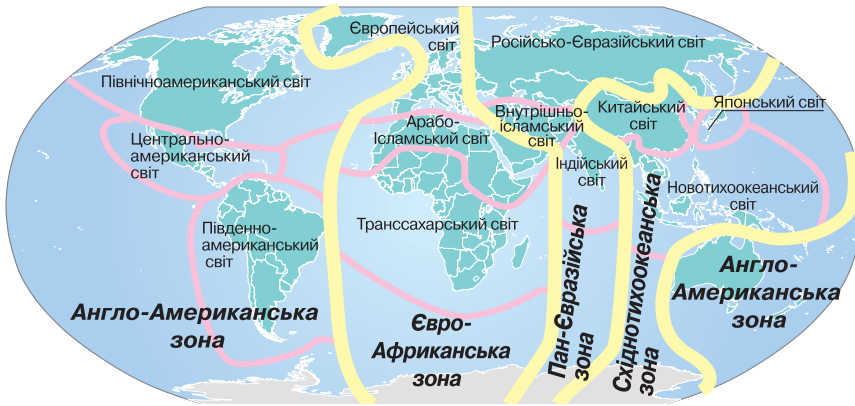 Європейський
світ
Російсько-Євразійський світ
Північноамериканський світ
Центрально-
американський
світ
Арабо-
Ісламський світ
Внутрішньо-
ісламський
світ
Китайський
світ
Японський світ
Індійський
світ
Новотихоокеанський
світ
Південно-
американський
світ
Транссахарський світ
Англо-Американська
зона
Євро-
Африканська
зона
Пан-Євразійська
зона
Східнотихоокеанська
зона
Англо-
Американська
зона